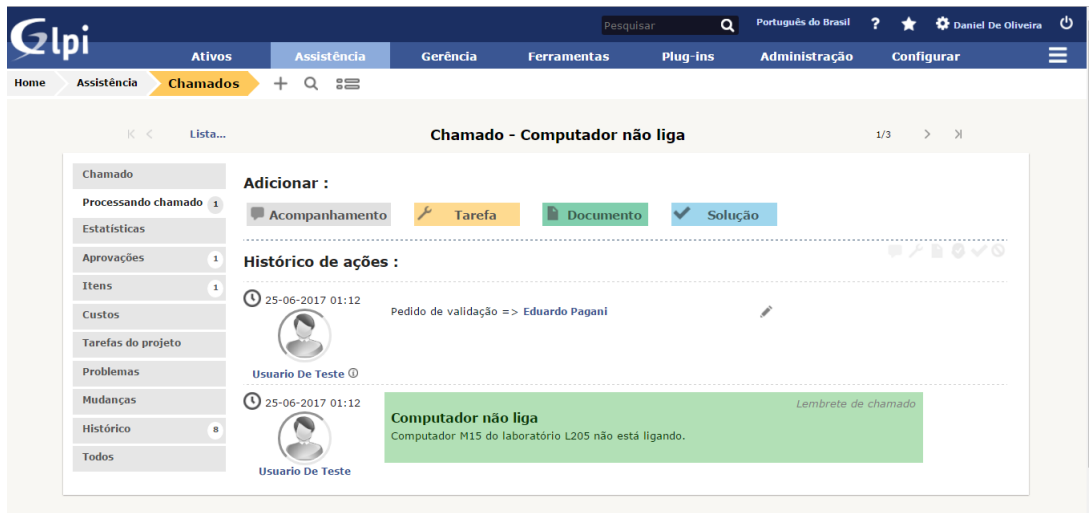 Glpi
Pesquisar
Português do Brasil ? Daniel De Oliveira
Ativos Assistência Gerência Ferramentas Plug-ins Administração Configurar
Home Assistência Chamados
Lista... Chamado - Computador não liga 1/3
Chamado
Processando chamado 1
Estatísticas
Aprovações 1
Itens 1
Custos
Tarefas do projeto
Problemas
Mudanças
Histórico 8
Todos
Adicionar :
Acompanhamento Tarefa Documento Solução
Histórico de ações :
25-06-2017 01:12
Pedido de validação => Eduardo Pagani
Usuario De Teste
25-06-2017 01:12
Lembrete de chamado
Computador não liga
Computador M15 do laboratório L205 não está ligando.
Usuario De Teste